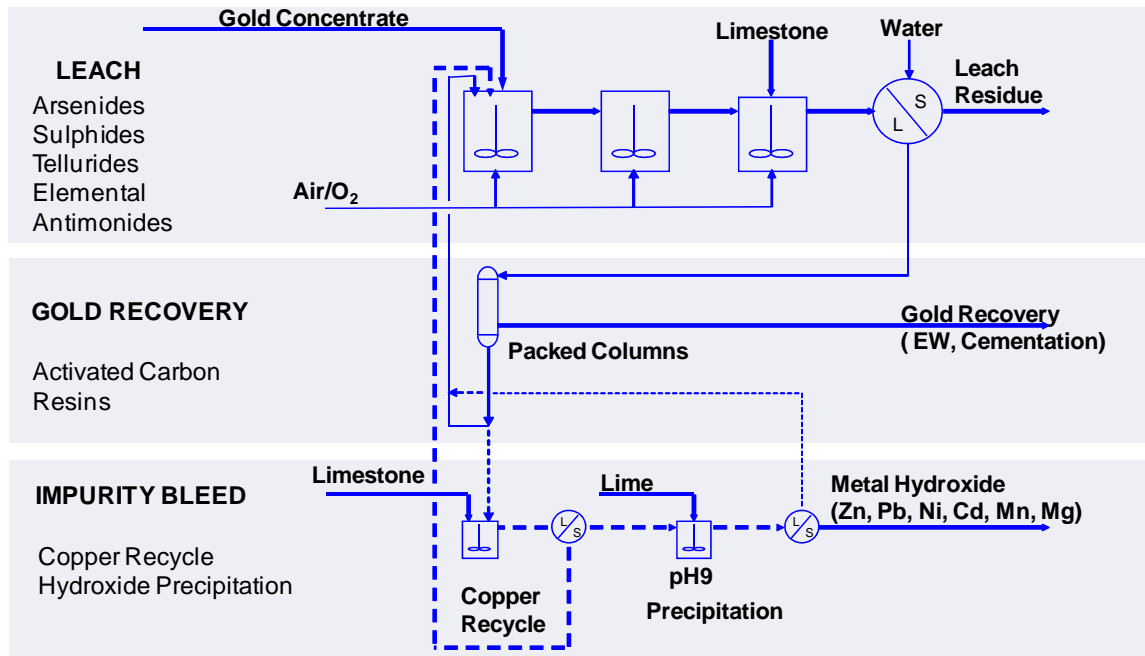 Gold Concentrate
Limestone
Water
LEACH
Arsenides
Sulphides
Tellurides
Elemental
Antimonides
Leach
Residue
S
L
Air/O₂
GOLD RECOVERY
Activated Carbon
Resins
Packed Columns
Gold Recovery
( EW, Cementation)
IMPURITY BLEED
Copper Recycle
Hydroxide Precipitation
Limestone
Lime
Metal Hydroxide
(Zn, Pb, Ni, Cd, Mn, Mg)
L
S
L
S
Copper
Recycle
pH9
Precipitation